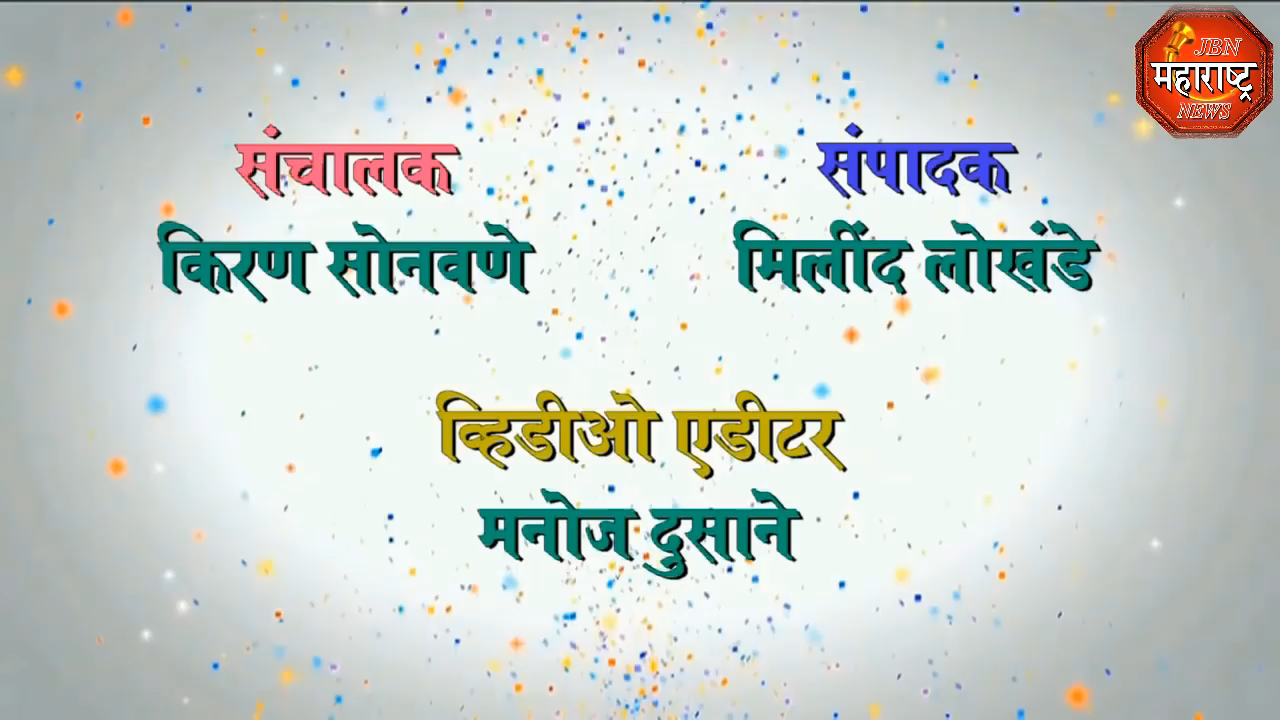 JBN
महाराष्ट्र
NEWS
संचालक
किरण सोनवणे
संपादक
मिलींद लोखंडे
व्हिडीओ एडीटर
मनोज दुसाने